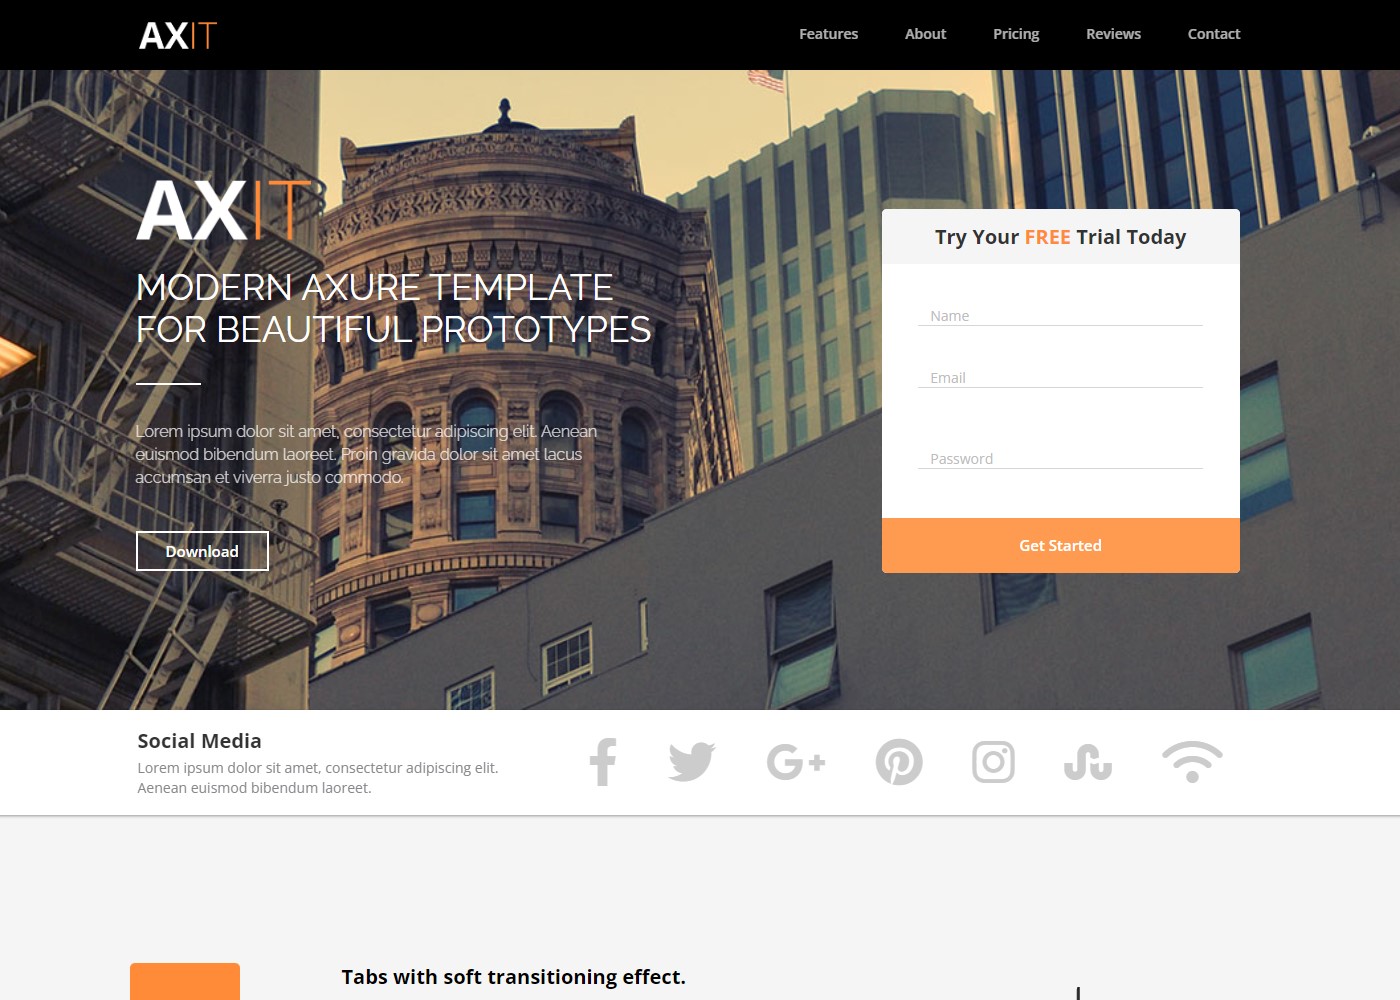 AXIT
Features
About
Pricing
Reviews
Contact
AXIT
MODERN AXURE TEMPLATE
FOR BEAUTIFUL PROTOTYPES
Lorem ipsum dolor sit amet, consectetur adipiscing elit. Aenean
euismod bibendum laoreet. Proin gravida dolor sit amet lacus
accumsan et viverra justo commodo.
Download
Try Your FREE Trial Today
Name
Email
Password
Get Started
Social Media
Lorem ipsum dolor sit amet, consectetur adipiscing elit.
Aenean euismod bibendum laoreet.
Tabs with soft transitioning effect.